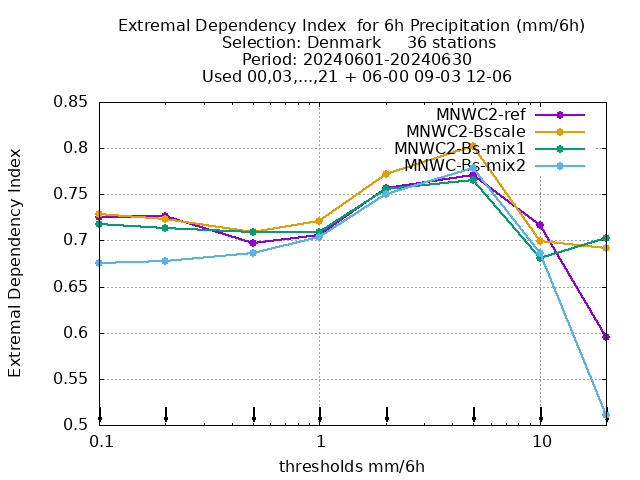 Extremal Dependency Index  for 6h Precipitation (mm/6h)
Selection: Denmark     36 stations
Period: 20240601-20240630
Used 00,03,...,21 + 06-00 09-03 12-06
0.85
0.8
0.75
0.7
0.65
0.6
0.55
0.5
Extremal Dependency Index
MNWC2-ref
MNWC2-Bscale
MNWC2-Bs-mix1
MNWC-Bs-mix2
0.1 1 10
thresholds mm/6h